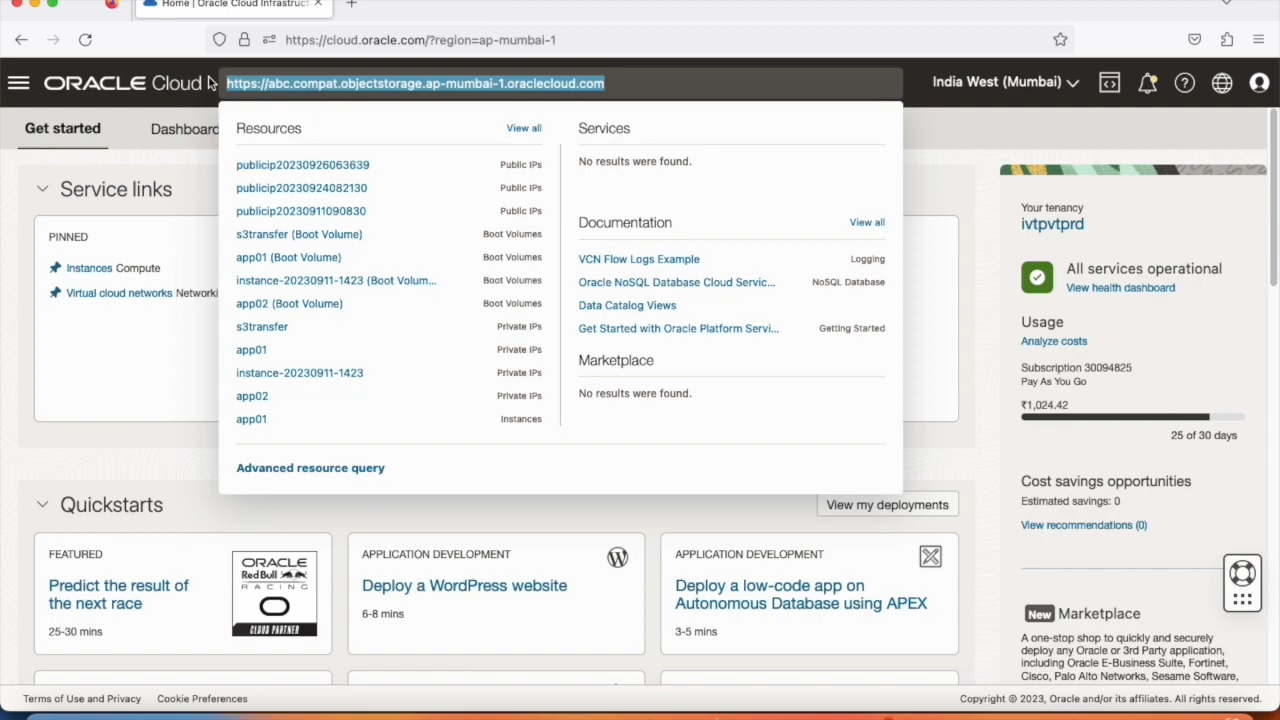 Home | Oracle Cloud Infrastruct
https://cloud.oracle.com/?region=ap-mumbai-1
ORACLE Cloud
https://abc.compat.objectstorage.ap-mumbai-1.oraclecloud.com
India West (Mumbai)
Get started
Dashboard
Resources
View all
publicip20230926063639
Public IPs
publicip20230924082130
Public IPs
publicip20230911090830
Public IPs
s3transfer (Boot Volume)
Boot Volumes
app01 (Boot Volume)
Boot Volumes
instance-20230911-1423 (Boot Volum...
Boot Volumes
app02 (Boot Volume)
Boot Volumes
s3transfer
Private IPs
app01
Private IPs
instance-20230911-1423
Private IPs
app02
Private IPs
app01
Instances
Advanced resource query
Services
No results were found.
Documentation
View all
VCN Flow Logs Example
Logging
Oracle NoSQL Database Cloud Servic...
NoSQL Database
Data Catalog Views
Get Started with Oracle Platform Servi...
Getting Started
Marketplace
No results were found.
Service links
PINNED
Instances Compute
Virtual cloud networks Networki
Your tenancy
ivtpvtprd
All services operational
View health dashboard
Usage
Analyze costs
Subscription 30094825
Pay As You Go
₹1,024.42
25 of 30 days
Cost savings opportunities
Estimated savings: 0
View recommendations (0)
New Marketplace
A one-stop shop to quickly and securely
deploy any Oracle or 3rd Party application,
including Oracle E-Business Suite, Fortinet,
Cisco, Palo Alto Networks, Sesame Software,
Quickstarts
View my deployments
FEATURED
Predict the result of
the next race
25-30 mins
ORACLE
Red Bull
RACING
CLOUD PARTNER
APPLICATION DEVELOPMENT
Deploy a WordPress website
6-8 mins
APPLICATION DEVELOPMENT
Deploy a low-code app on
Autonomous Database using APEX
3-5 mins
Terms of Use and Privacy
Cookie Preferences
Copyright © 2023, Oracle and/or its affiliates. All rights reserved.